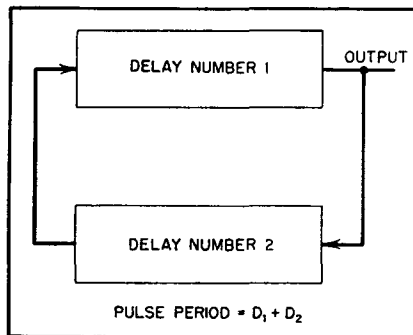 DELAY NUMBER 1
OUTPUT
DELAY NUMBER 2
PULSE PERIOD = D₁ + D₂